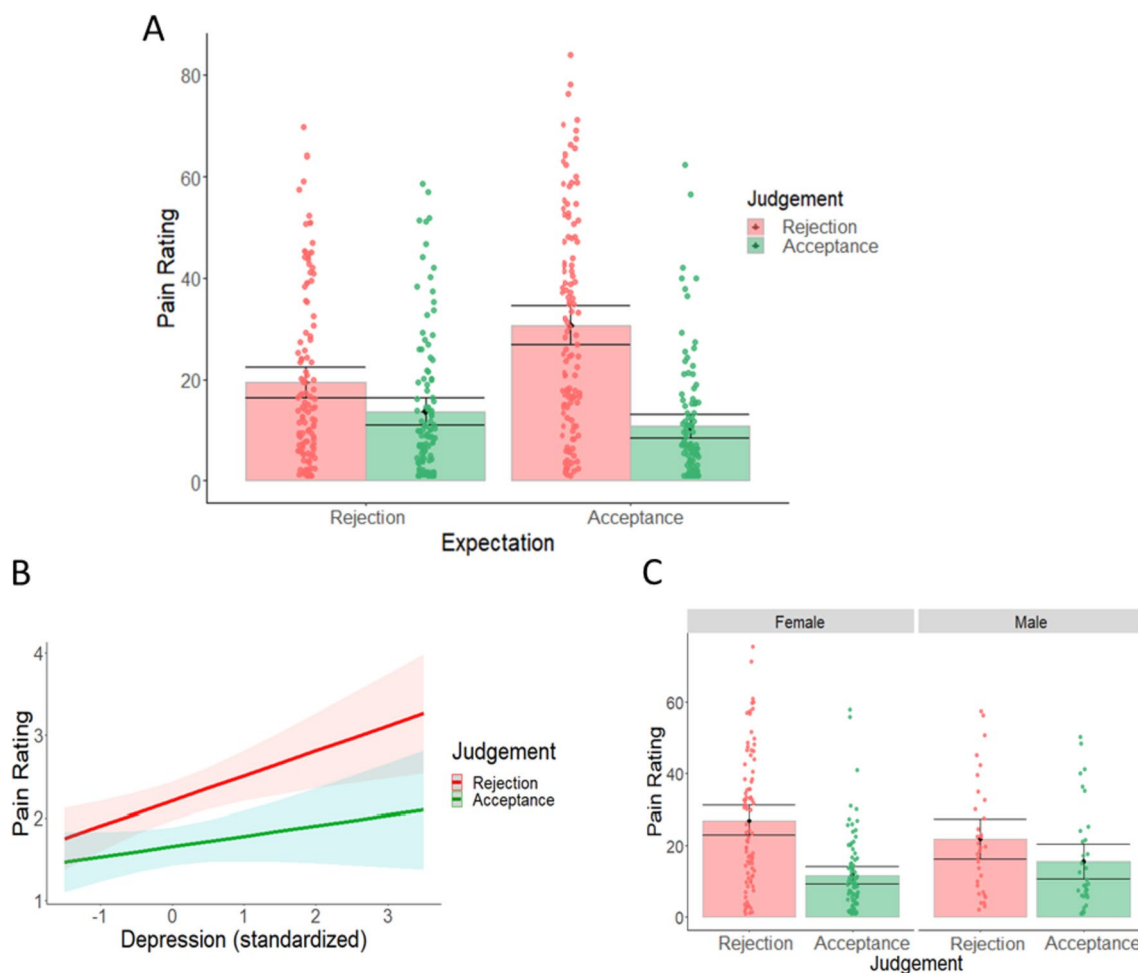 A
80
60
40
20
0
Pain Rating
Rejection
Acceptance
Expectation
Judgement
Rejection
Acceptance
B
4
3
2
1
Pain Rating
-1
0
1
2
3
Depression (standardized)
Judgement
Rejection
Acceptance
C
Female
Male
60
40
20
0
Pain Rating
Rejection
Acceptance
Rejection
Acceptance
Judgement